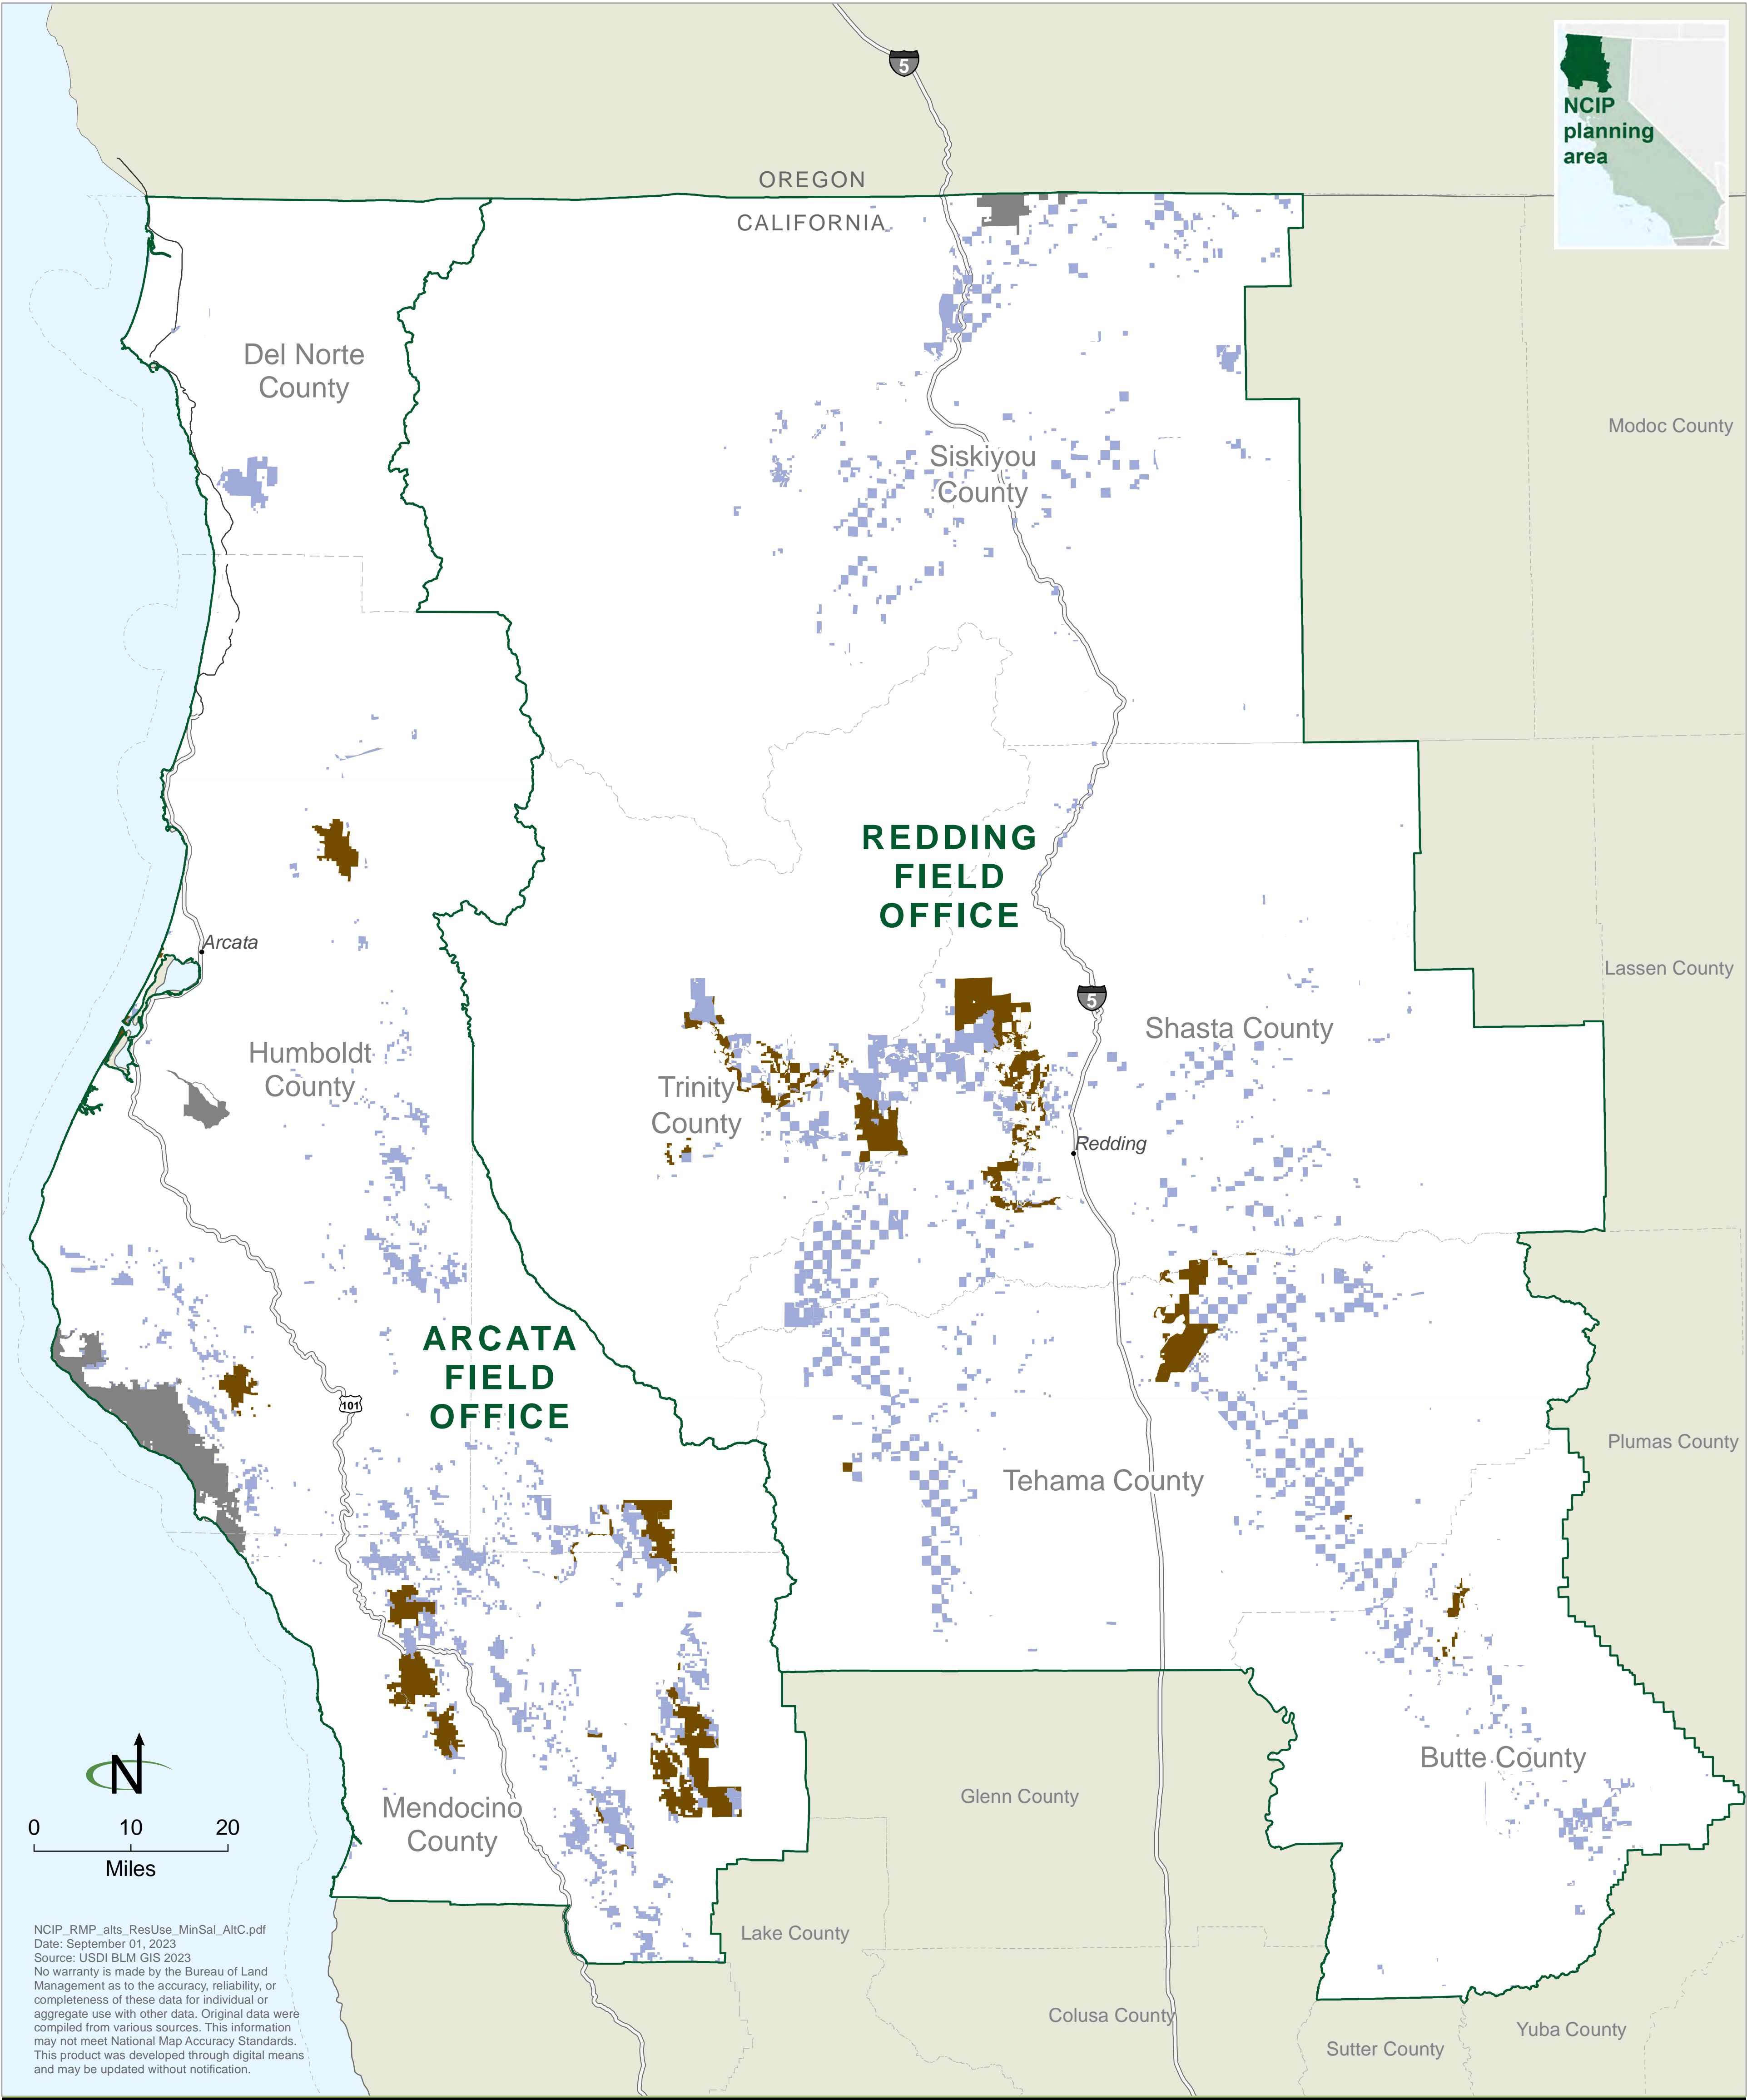 5
NCIP
planning
area
OREGON
CALIFORNIA
Del Norte
County
Modoc County
Siskiyou
County
REDDING
FIELD
OFFICE
Arcata
Lassen County
5
Shasta County
Humboldt
County
Trinity
County
Redding
ARCATA
FIELD
OFFICE
101
Plumas County
Tehama County
N
Butte County
Glenn County
Mendocino
County
0 10 20
Miles
Lake County
NCIP_RMP_alts_ResUse_MinSal_AltC.pdf
Date: September 01, 2023
Source: USDI BLM GIS 2023
No warranty is made by the Bureau of Land
Management as to the accuracy, reliability, or
completeness of these data for individual or
aggregate use with other data. Original data were
compiled from various sources. This information
may not meet National Map Accuracy Standards.
This product was developed through digital means
and may be updated without notification.
Colusa County
Yuba County
Sutter County